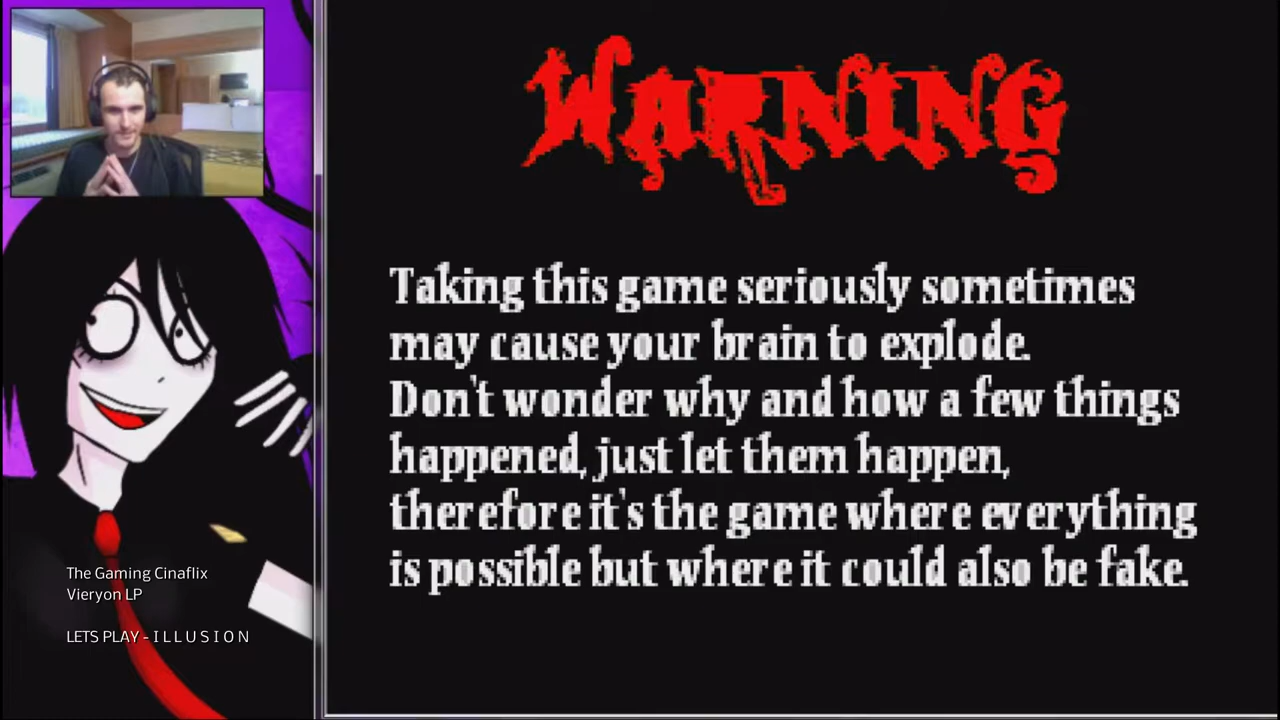 WARNING
Taking this game seriously sometimes
may cause your brain to explode.
Don't wonder why and how a few things
happened, just let them happen,
therefore it's the game where everything
is possible but where it could also be fake.
The Gaming Cinaflix
Vieryon LP
LETS PLAY - I L L U S I O N